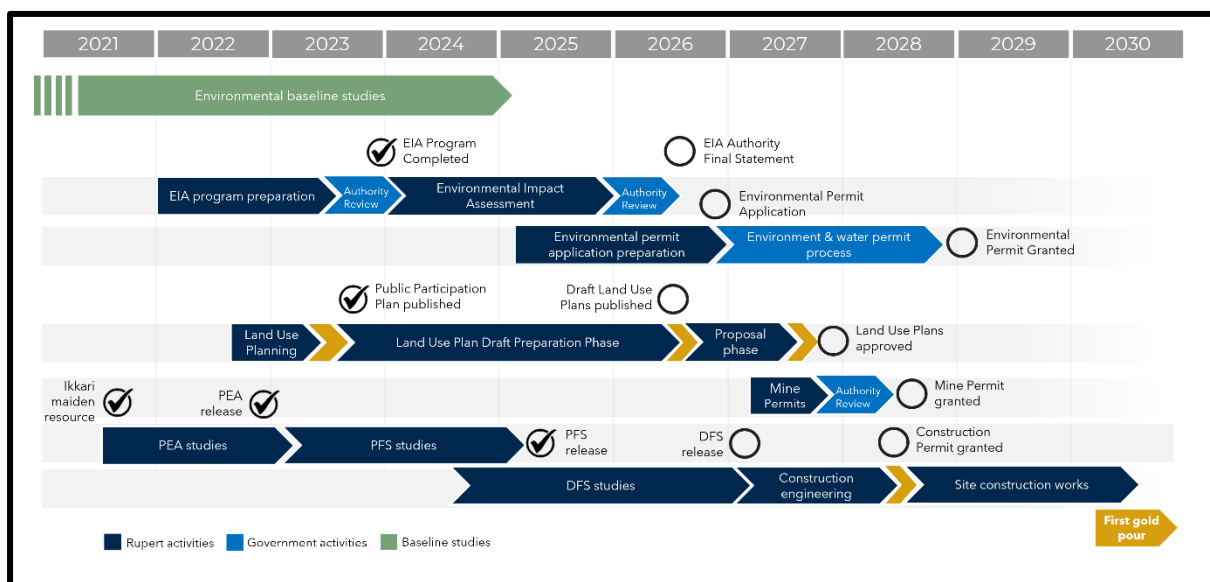 2021 2022 2023 2024 2025 2026 2027 2028 2029 2030
Environmental baseline studies
EIA Program
Completed
EIA Authority
Final Statement
EIA program preparation
Authority
Review
Environmental Impact
Assessment
Authority
Review
Environmental Permit
Application
Environmental permit
application preparation
Environment & water permit
process
Environmental
Permit Granted
Public Participation
Plan published
Draft Land Use
Plans published
Land Use
Planning
Land Use Plan Draft Preparation Phase
Proposal
phase
Land Use Plans
approved
Ikkari
maiden
resource
PEA
release
Mine
Permits
Authority
Review
Mine Permit
granted
PEA studies
PFS studies
PFS
release
DFS
release
Construction
Permit granted
DFS studies
Construction
engineering
Site construction works
First gold
pour
Rupert activities
Government activities
Baseline studies